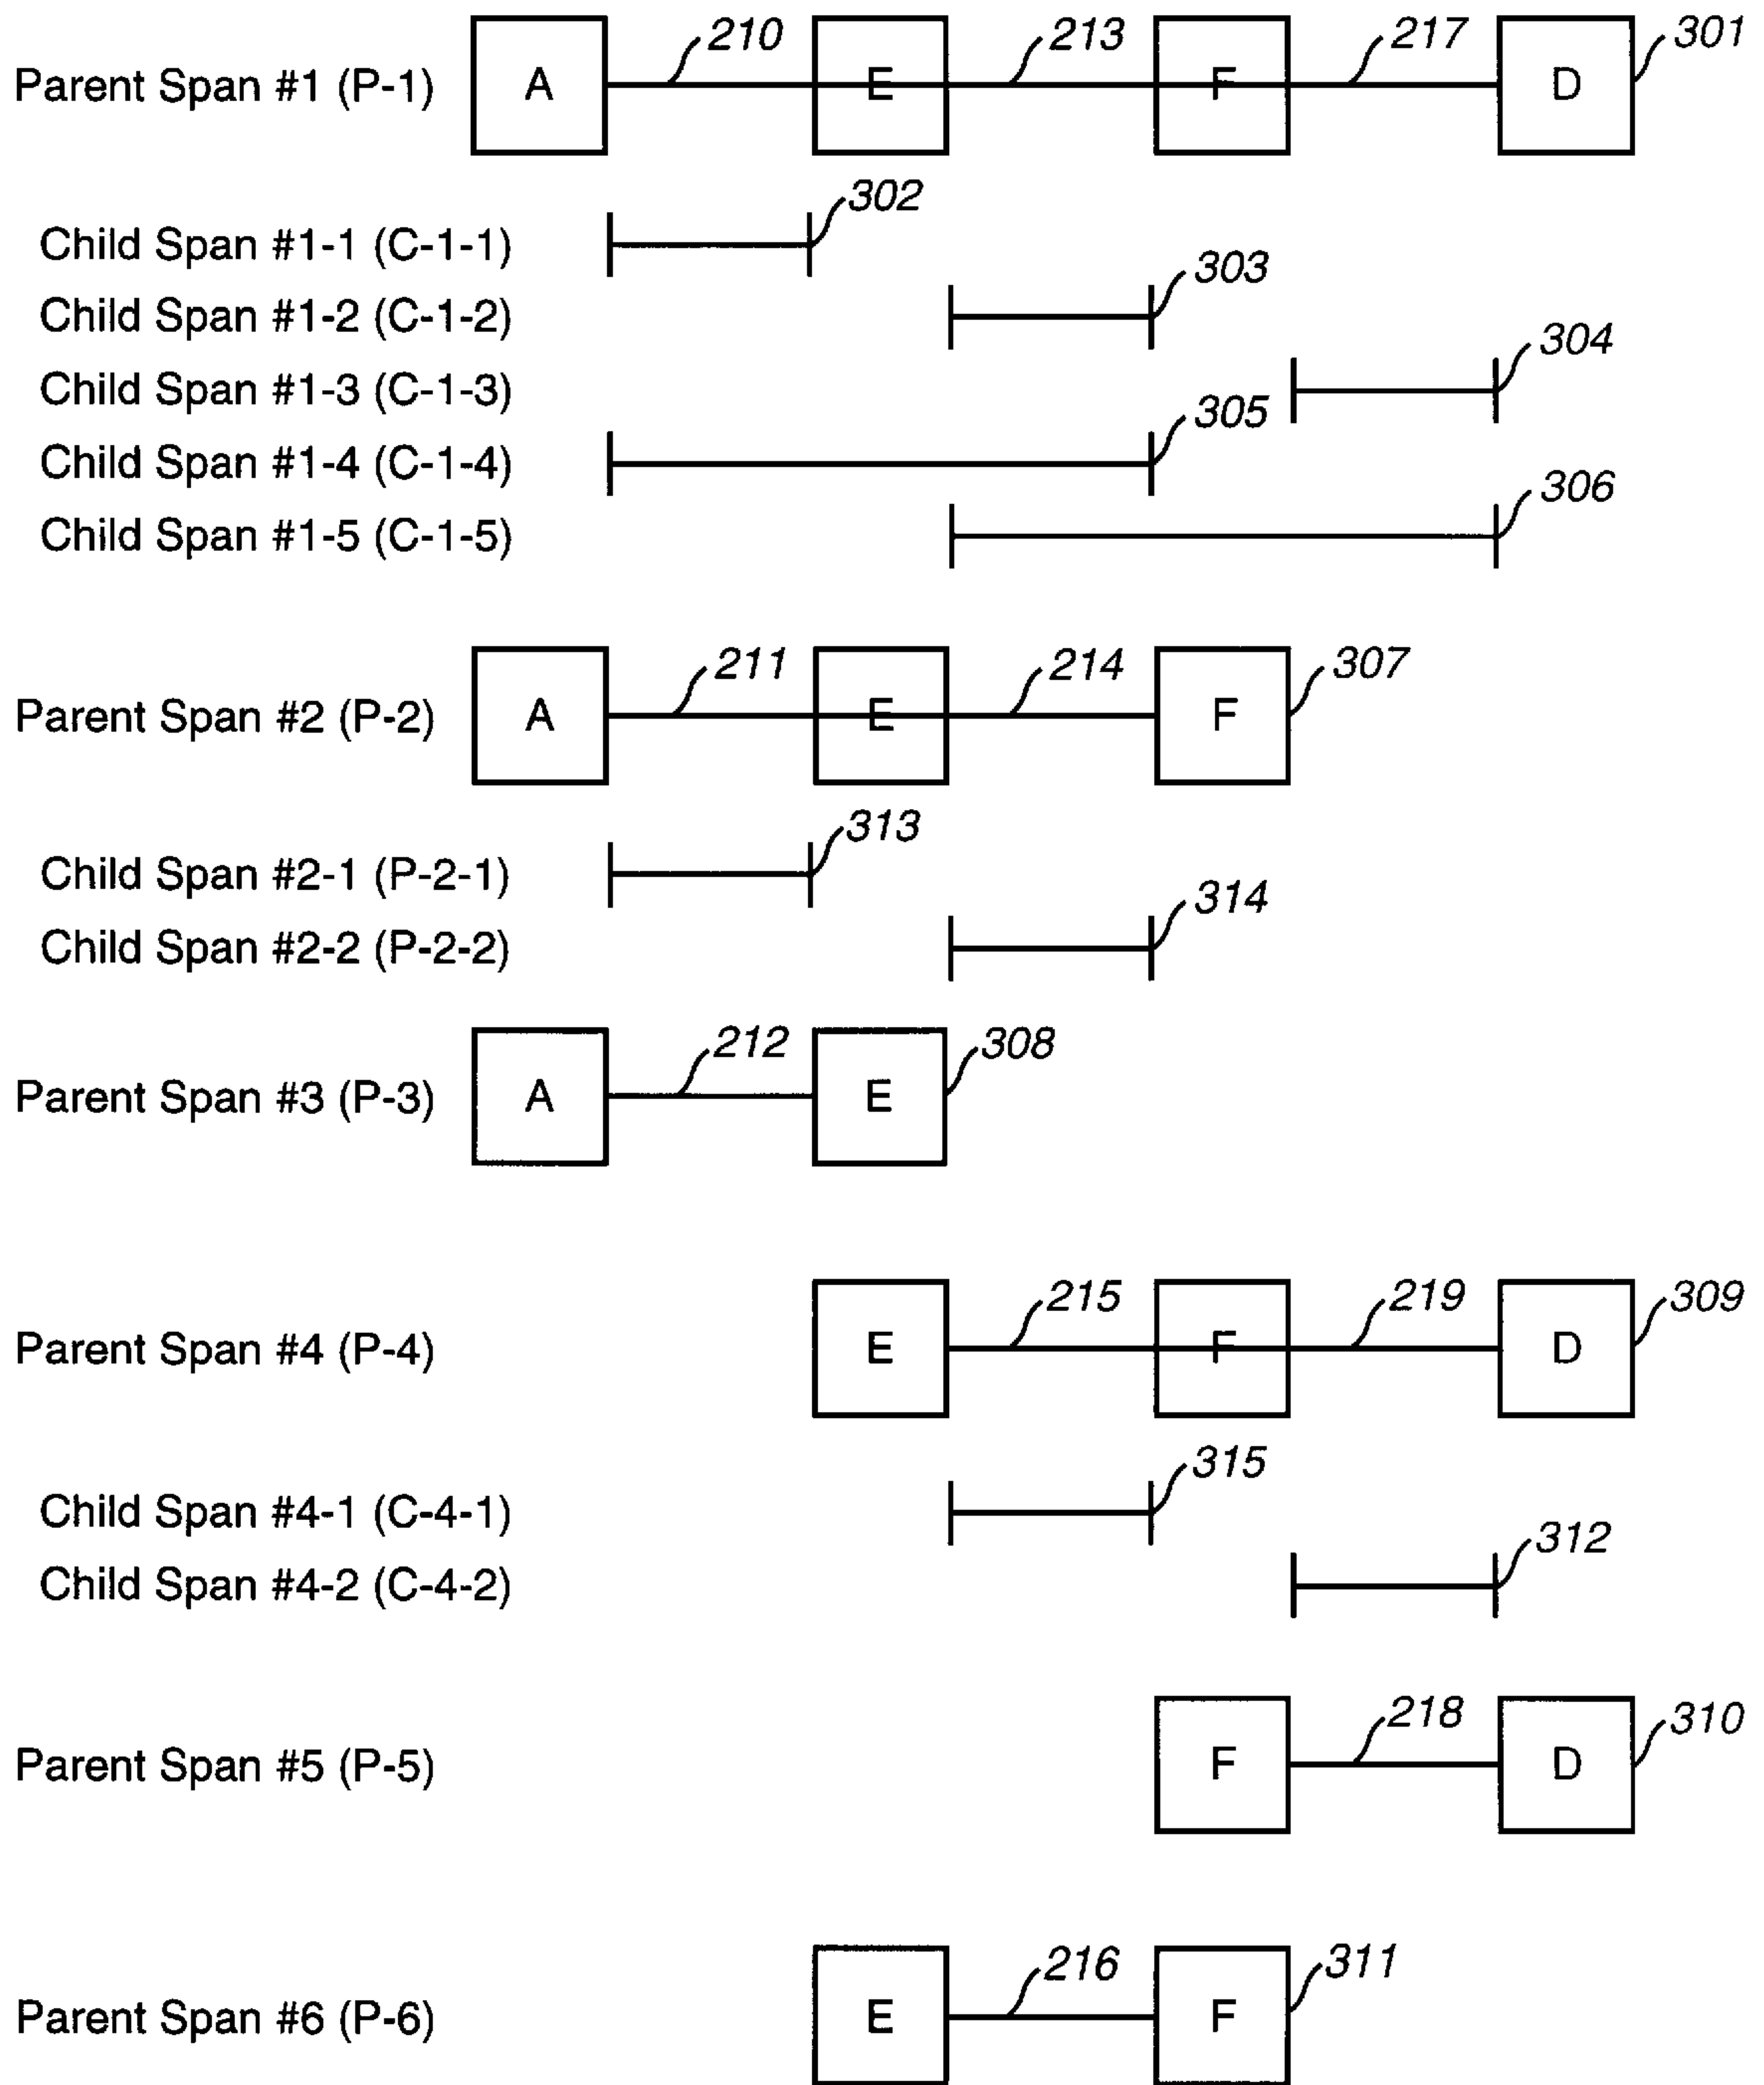 210
213
217
301
Parent Span #1 (P-1)
A
E
F
D
302
Child Span #1-1 (C-1-1)
303
Child Span #1-2 (C-1-2)
304
Child Span #1-3 (C-1-3)
305
Child Span #1-4 (C-1-4)
306
Child Span #1-5 (C-1-5)
211
214
307
Parent Span #2 (P-2)
A
E
F
313
Child Span #2-1 (P-2-1)
314
Child Span #2-2 (P-2-2)
212
308
Parent Span #3 (P-3)
A
E
215
219
309
Parent Span #4 (P-4)
E
F
D
315
Child Span #4-1 (C-4-1)
312
Child Span #4-2 (C-4-2)
218
310
Parent Span #5 (P-5)
F
D
216
311
Parent Span #6 (P-6)
E
F